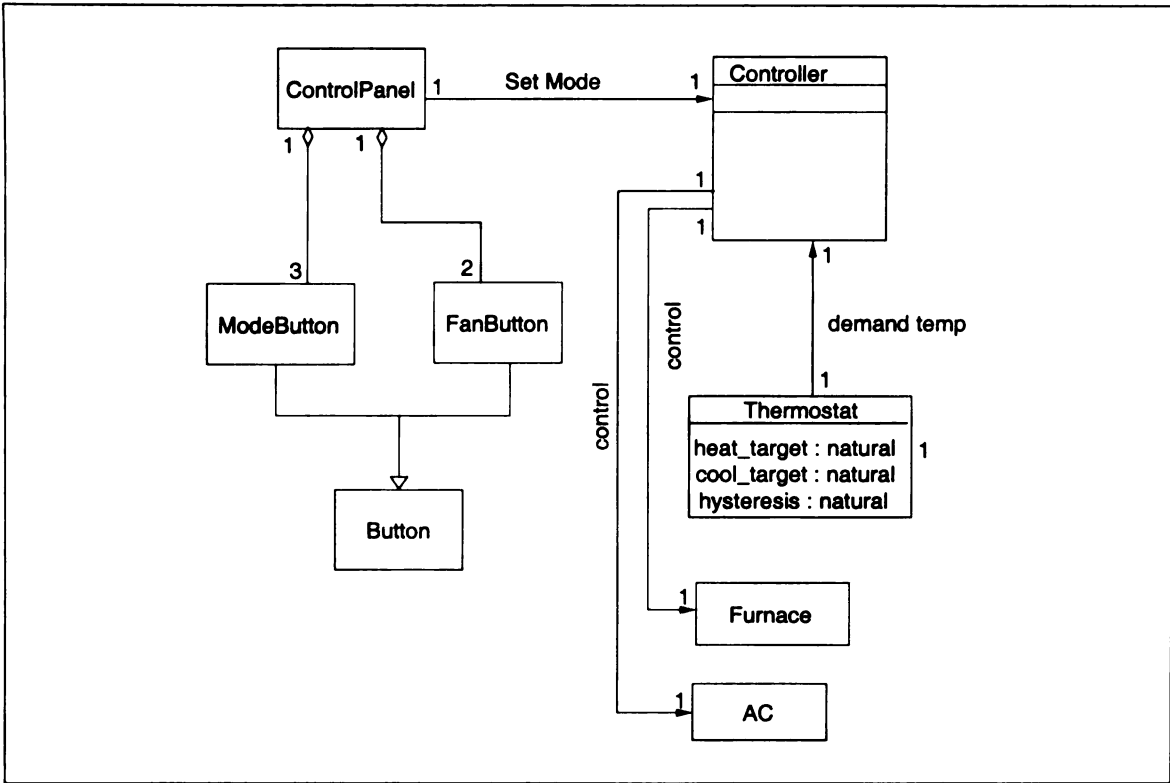 ControlPanel
1
Set Mode
1
Controller
1
1
1
1
1
3
2
ModeButton
FanButton
control
control
demand temp
1
Thermostat
heat_target : natural
cool_target : natural
hysteresis : natural
1
Button
1
Furnace
1
AC